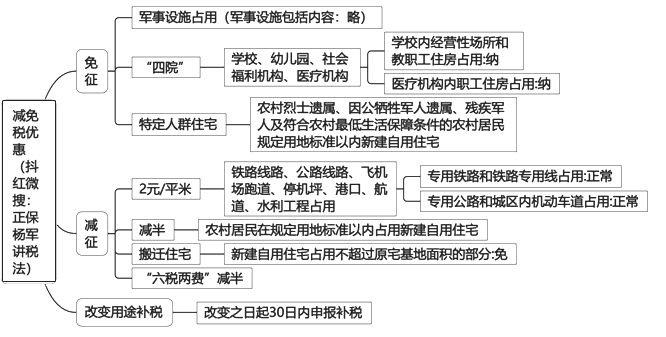 减免
税优
惠
（抖
红微
搜：
正保
杨军
讲税
法）
免
征
军事设施占用（军事设施包括内容：略）
“四院”
学校、幼儿园、社会
福利机构、医疗机构
学校内经营性场所和
教职工住房占用:纳
医疗机构内职工住房占用:纳
特定人群住宅
农村烈士遗属、因公牺牲军人遗属、残疾军
人及符合农村最低生活保障条件的农村居民
规定用地标准以内新建自用住宅
减
征
2元/平米
铁路线路、公路线路、飞机
场跑道、停机坪、港口、航
道、水利工程占用
专用铁路和铁路专用线占用:正常
专用公路和城区内机动车道占用:正常
减半
农村居民在规定用地标准以内占用新建自用住宅
搬迁住宅
新建自用住宅占用不超过原宅基地面积的部分:免
“六税两费”减半
改变用途补税
改变之日起30日内申报补税